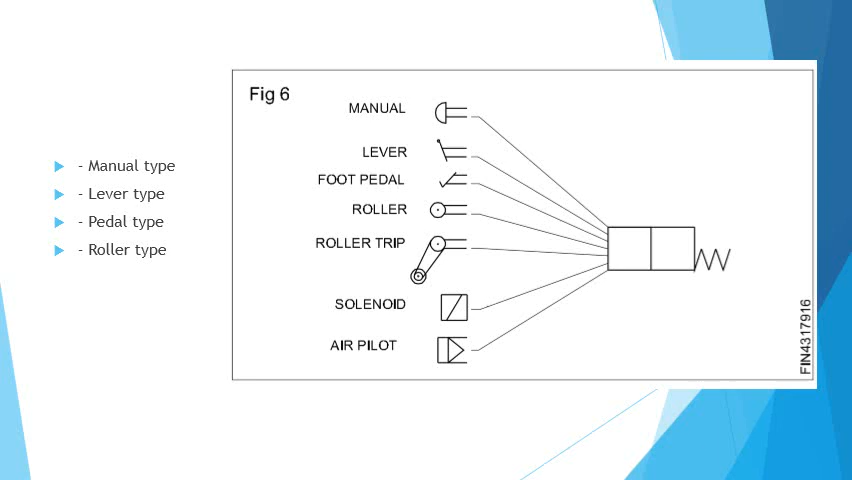 - Manual type
- Lever type
- Pedal type
- Roller type
Fig 6
MANUAL
LEVER
FOOT PEDAL
ROLLER
ROLLER TRIP
SOLENOID
AIR PILOT
FIN4317916